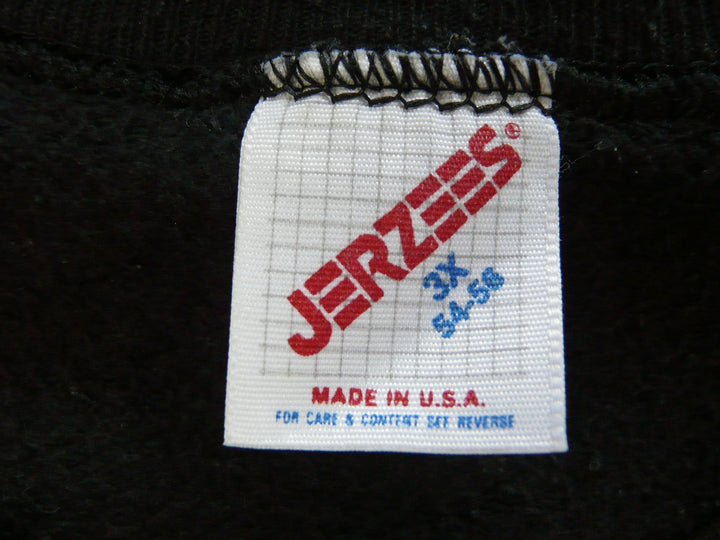 JERZEES®
3X
54-56
MADE IN U.S.A.
FOR CARE & CONTENT SEE REVERSE